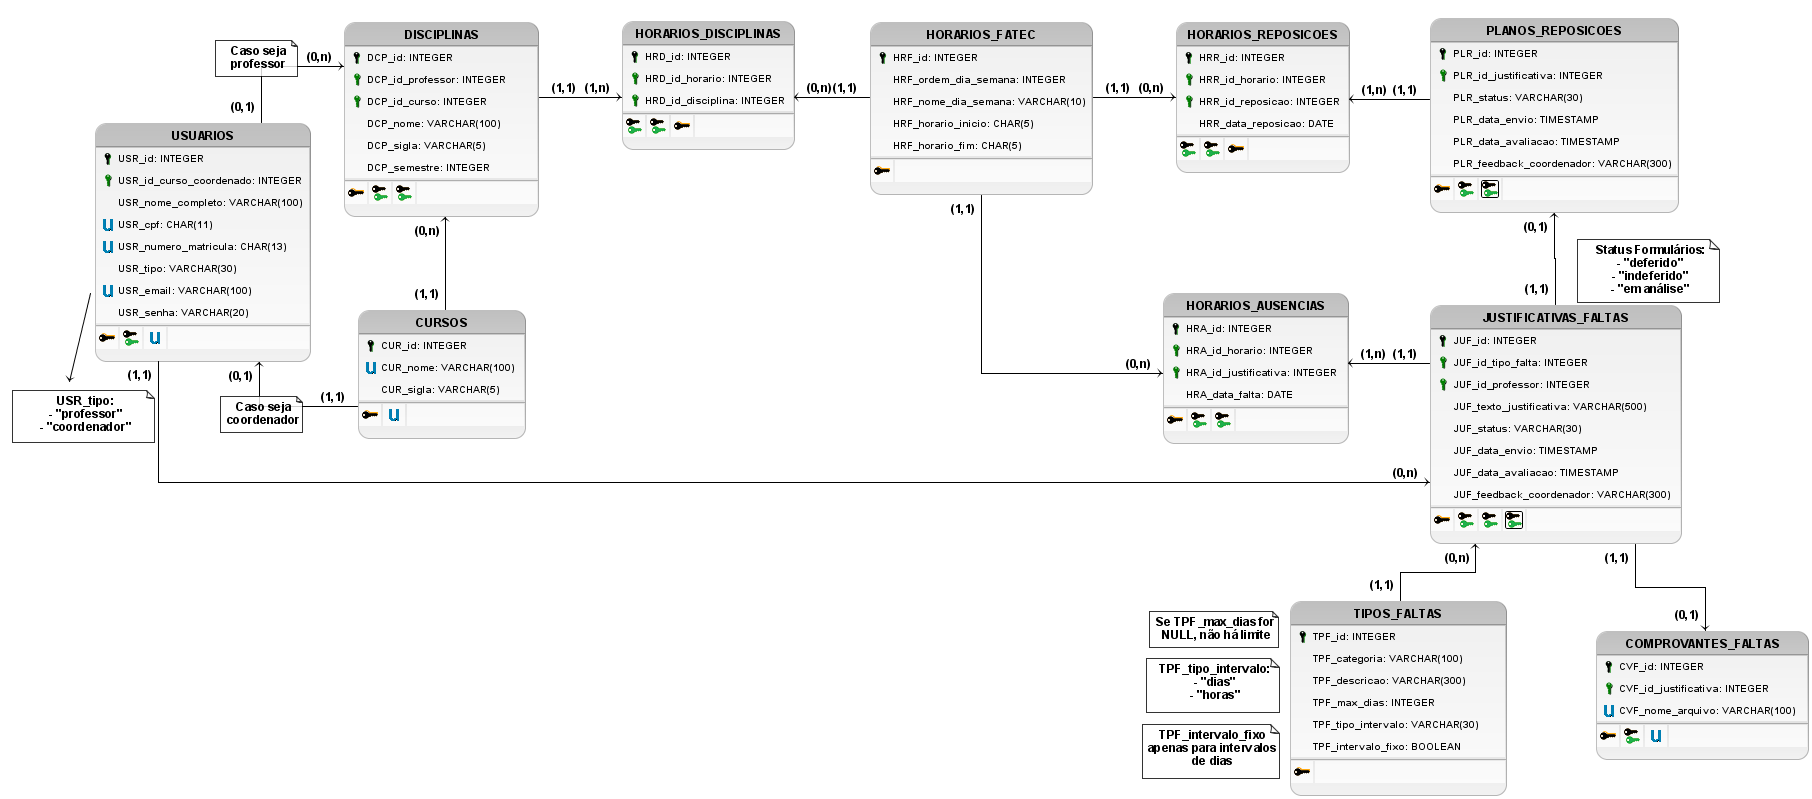 Caso seja
professor
(0,n)
(0,1)
USUARIOS
USR_id: INTEGER
USR_id_curso_coordenado: INTEGER
USR_nome_completo: VARCHAR(100)
USR_cpf: CHAR(11)
USR_numero_matricula: CHAR(13)
USR_tipo: VARCHAR(30)
USR_email: VARCHAR(100)
USR_senha: VARCHAR(20)
(1,1)
(0,1)
USR_tipo:
- "professor"
- "coordenador"
Caso seja
coordenador
(1,1)
DISCIPLINAS
DCP_id: INTEGER
DCP_id_professor: INTEGER
DCP_id_curso: INTEGER
DCP_nome: VARCHAR(100)
DCP_sigla: VARCHAR(5)
DCP_semestre: INTEGER
(0,n)
(1,1)
CURSOS
CUR_id: INTEGER
CUR_nome: VARCHAR(100)
CUR_sigla: VARCHAR(5)
(1,1) (1,n)
HORARIOS_DISCIPLINAS
HRD_id: INTEGER
HRD_id_horario: INTEGER
HRD_id_disciplina: INTEGER
(0,n)(1,1)
HORARIOS_FATEC
HRF_id: INTEGER
HRF_ordem_dia_semana: INTEGER
HRF_nome_dia_semana: VARCHAR(10)
HRF_horario_inicio: CHAR(5)
HRF_horario_fim: CHAR(5)
(1,1)
(1,1) (0,n)
HORARIOS_REPOSICOES
HRR_id: INTEGER
HRR_id_horario: INTEGER
HRR_id_reposicao: INTEGER
HRR_data_reposicao: DATE
(1,n) (1,1)
PLANOS_REPOSICOES
PLR_id: INTEGER
PLR_id_justificativa: INTEGER
PLR_status: VARCHAR(30)
PLR_data_envio: TIMESTAMP
PLR_data_avaliacao: TIMESTAMP
PLR_feedback_coordenador: VARCHAR(300)
(0,1)
(1,1)
Status Formulários:
- "deferido"
- "indeferido"
- "em análise"
HORARIOS_AUSENCIAS
HRA_id: INTEGER
HRA_id_horario: INTEGER
HRA_id_justificativa: INTEGER
HRA_data_falta: DATE
(0,n)
(1,n) (1,1)
JUSTIFICATIVAS_FALTAS
JUF_id: INTEGER
JUF_id_tipo_falta: INTEGER
JUF_id_professor: INTEGER
JUF_texto_justificativa: VARCHAR(500)
JUF_status: VARCHAR(30)
JUF_data_envio: TIMESTAMP
JUF_data_avaliacao: TIMESTAMP
JUF_feedback_coordenador: VARCHAR(300)
(0,n)
(0,n)
(1,1)
(1,1)
(0,1)
Se TPF_max_dias for
NULL, não há limite
TPF_tipo_intervalo:
- "dias"
- "horas"
TPF_intervalo_fixo
apenas para intervalos
de dias
TIPOS_FALTAS
TPF_id: INTEGER
TPF_categoria: VARCHAR(100)
TPF_descricao: VARCHAR(300)
TPF_max_dias: INTEGER
TPF_tipo_intervalo: VARCHAR(30)
TPF_intervalo_fixo: BOOLEAN
COMPROVANTES_FALTAS
CVF_id: INTEGER
CVF_id_justificativa: INTEGER
CVF_nome_arquivo: VARCHAR(100)